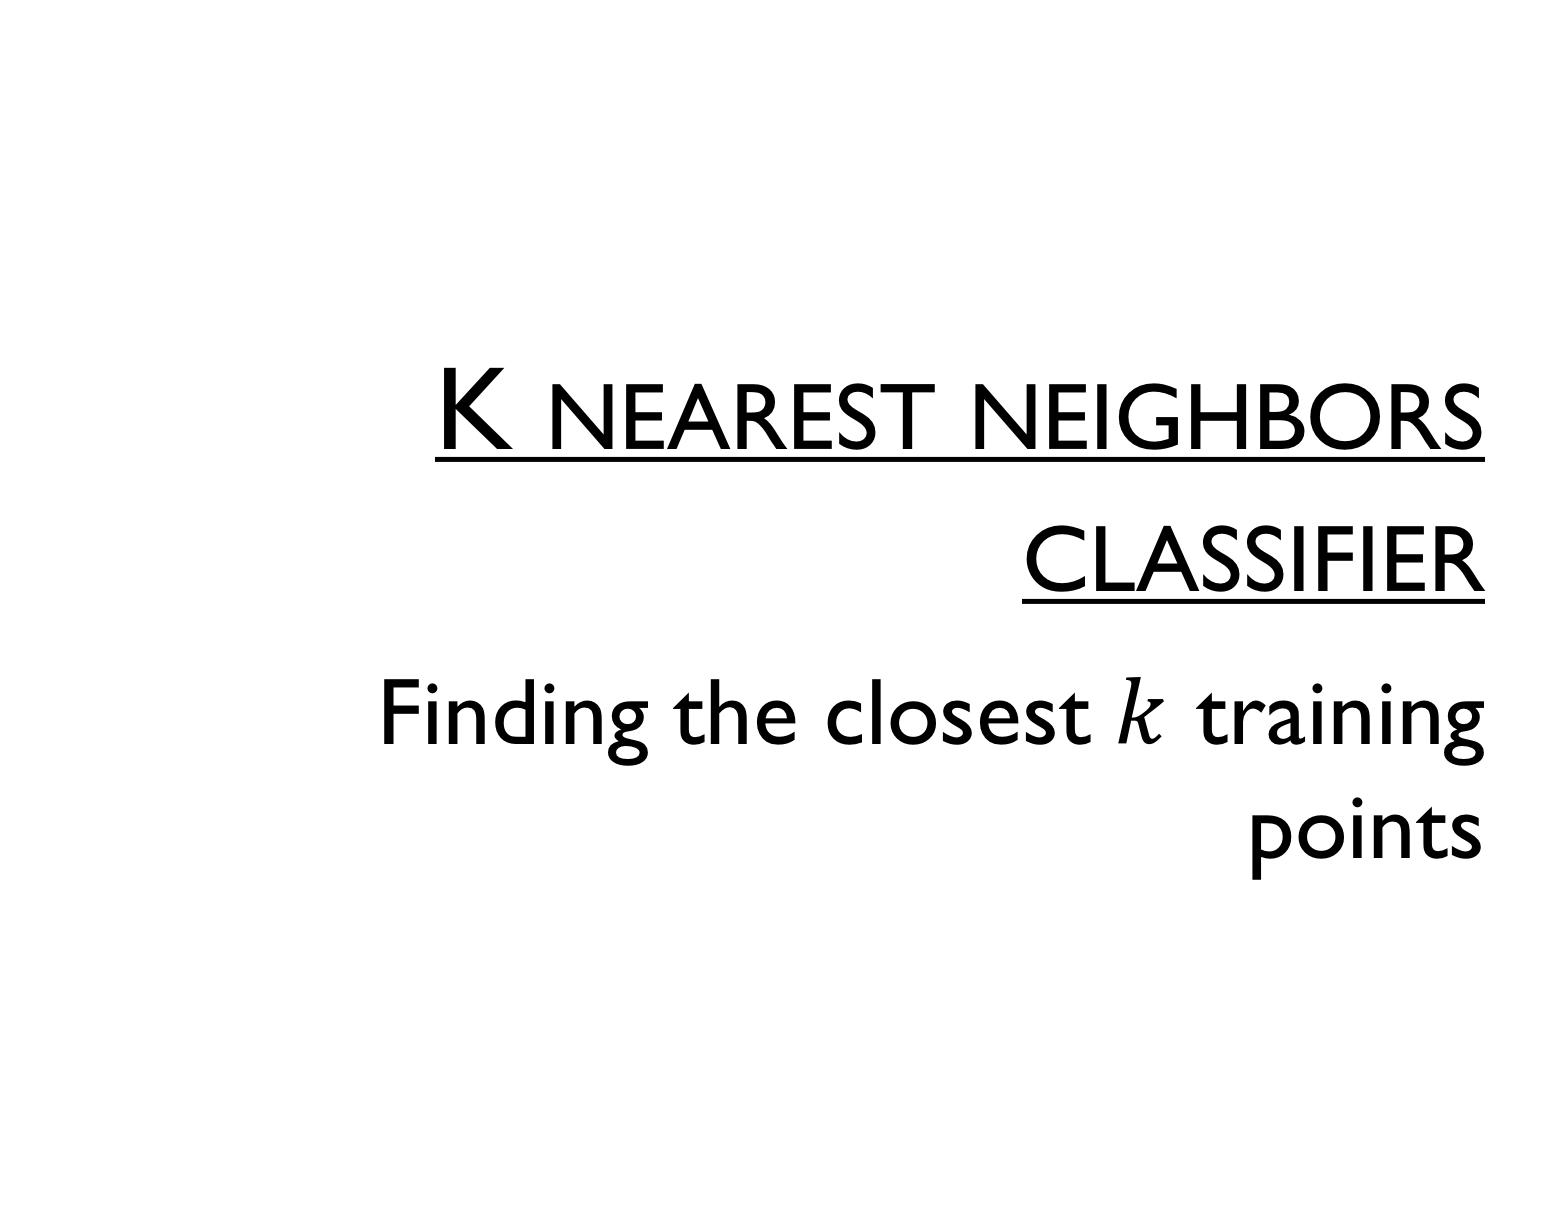 K NEAREST NEIGHBORS
CLASSIFIER
Finding the closest k training
points